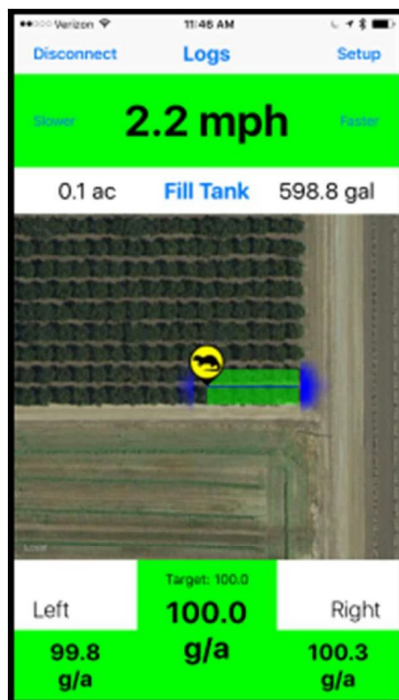 Verizon 11:46 AM
Disconnect Logs Setup
Slower 2.2 mph Faster
0.1 ac Fill Tank 598.8 gal
Target: 100.0
Left 100.0 Right
g/a
99.8 100.3
g/a g/a